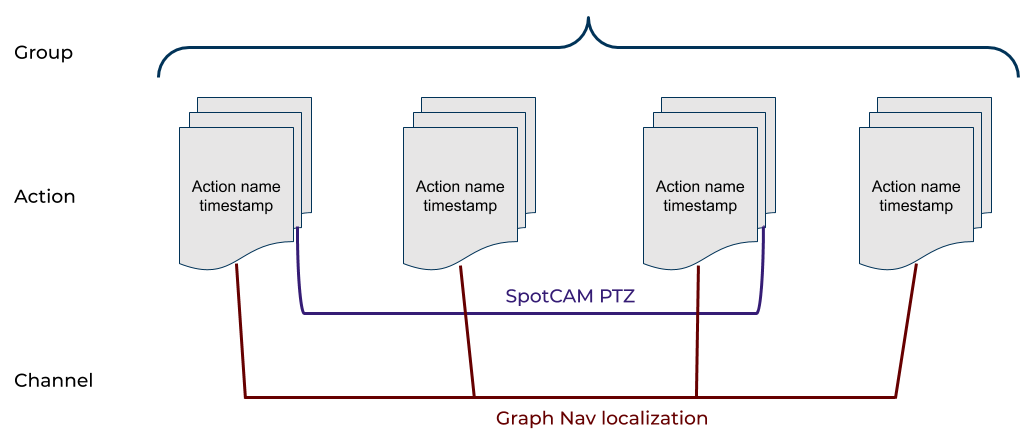 Group
Action
Action name
timestamp
Action name
timestamp
Action name
timestamp
Action name
timestamp
SpotCAM PTZ
Channel
Graph Nav localization